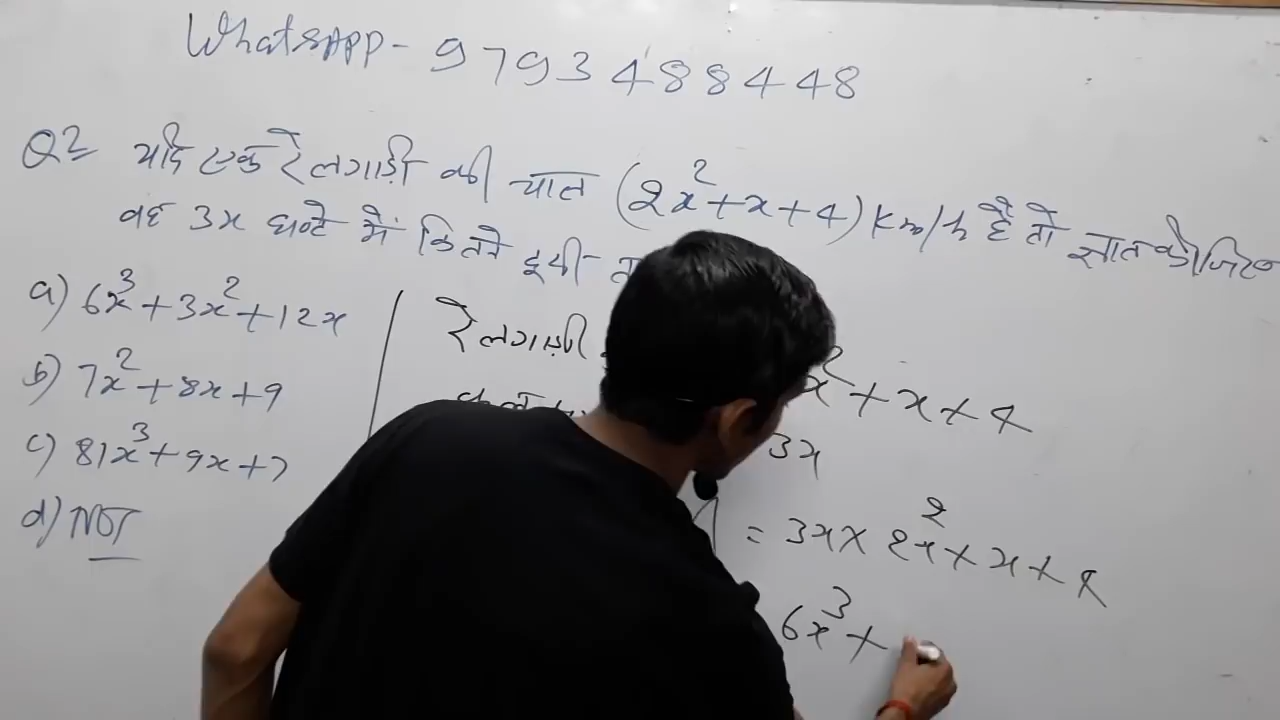 WhatsAPP - 9793488448
Q2 यदि एक रेलगाड़ी की चाल (2x²+x+4) Km/h है तो
वह 3x घण्टे में कितने दूरी
a) 6x³+3x²+12x
b) 7x²+8x+9
c) 81x³+9x+7
d) NOT
रेलगाड़ी x²+x+4
3x
= 3x × 2x²+x+4
6x³+